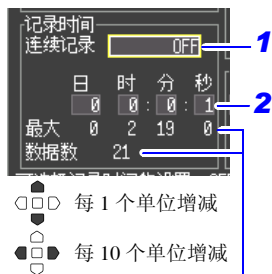 记录时间
连续记录 OFF 1
日 时 分 秒
0 0 : 0 : 1 2
最大 0 2 19 0
数据数 21
每 1 个单位增减
每 10 个单位增减